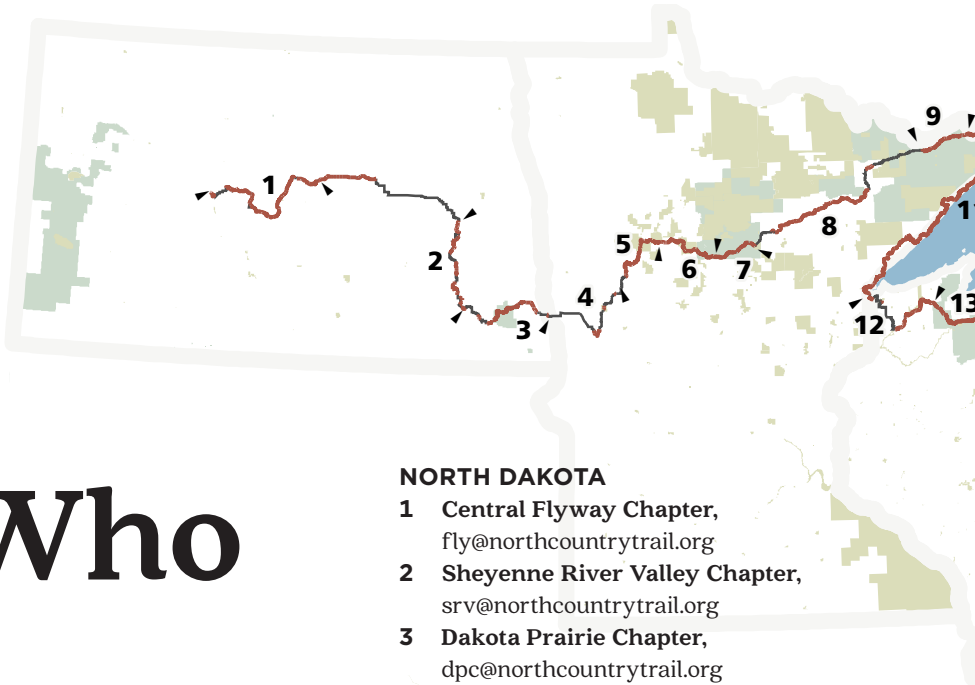 9
1
11
8
5
2
6
7
4
13
3
12
Who
NORTH DAKOTA
1 Central Flyway Chapter,
fly@northcountrytrail.org
2 Sheyenne River Valley Chapter,
srv@northcountrytrail.org
3 Dakota Prairie Chapter,
dpc@northcountrytrail.org